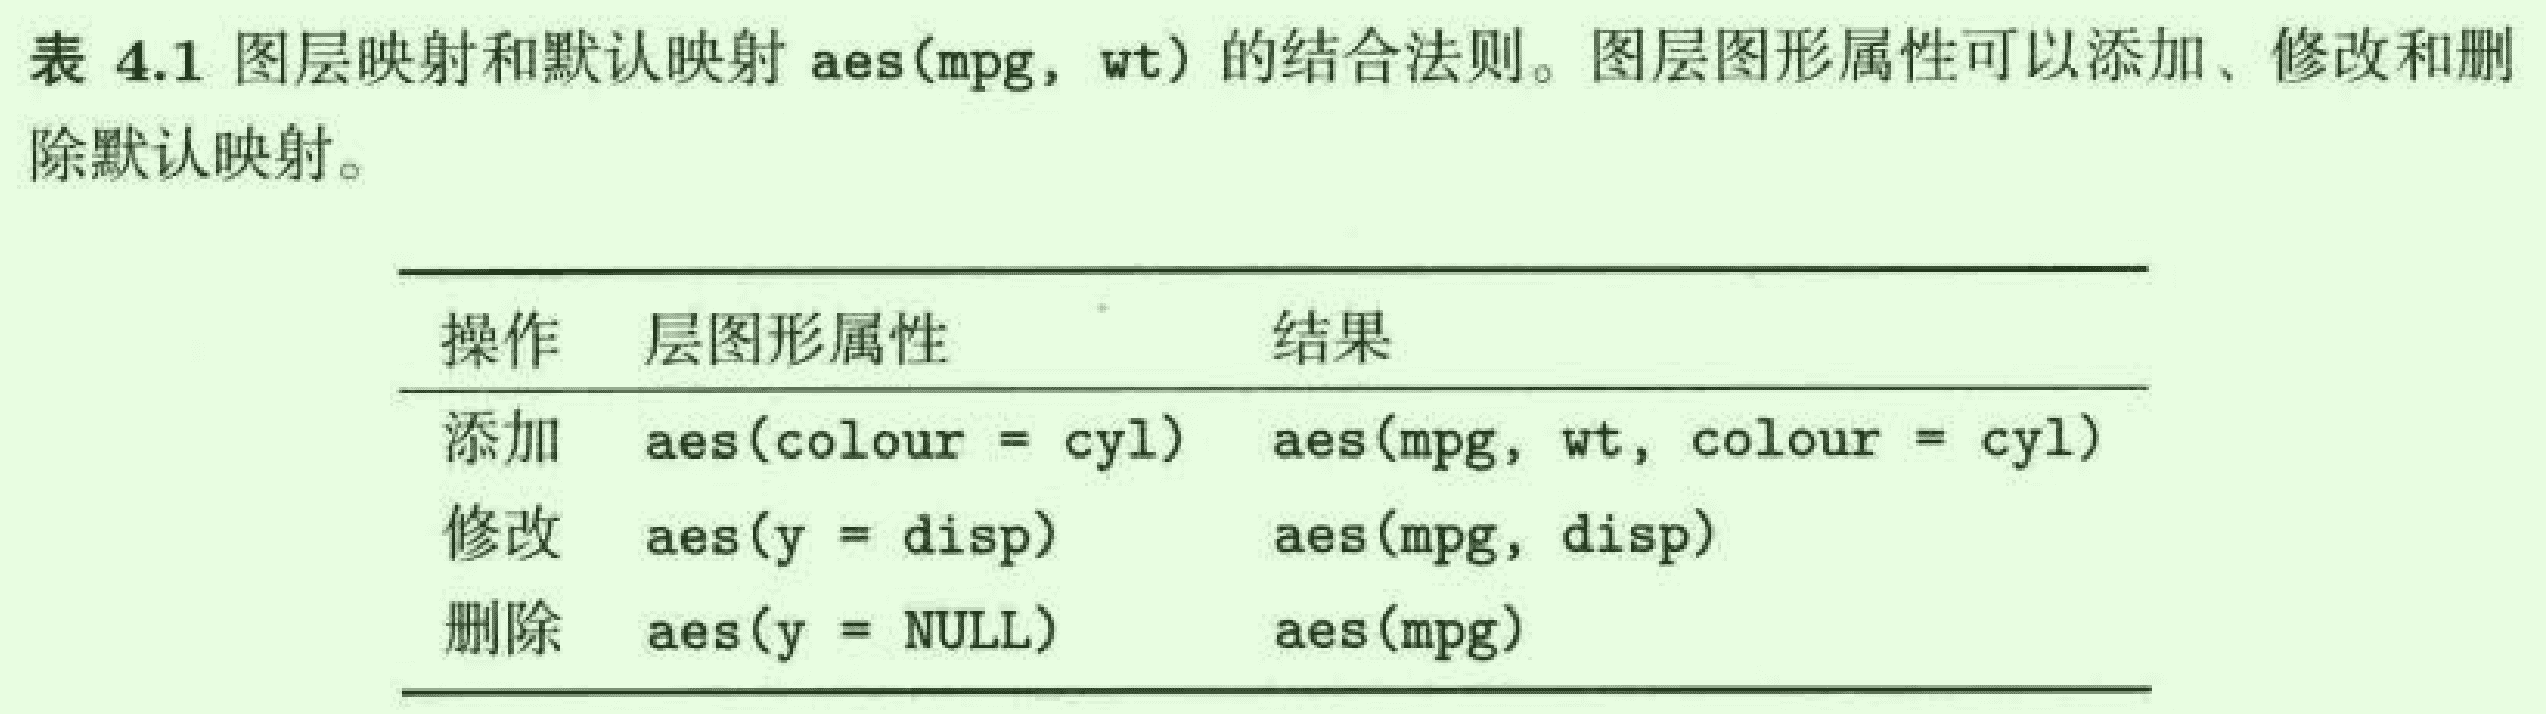 表 4.1 图层映射和默认映射 aes(mpg, wt) 的结合法则。图层图形属性可以添加、修改和删
除默认映射。
操作 层图形属性 结果
添加 aes(colour = cyl) aes(mpg, wt, colour = cyl)
修改 aes(y = disp) aes(mpg, disp)
删除 aes(y = NULL) aes(mpg)